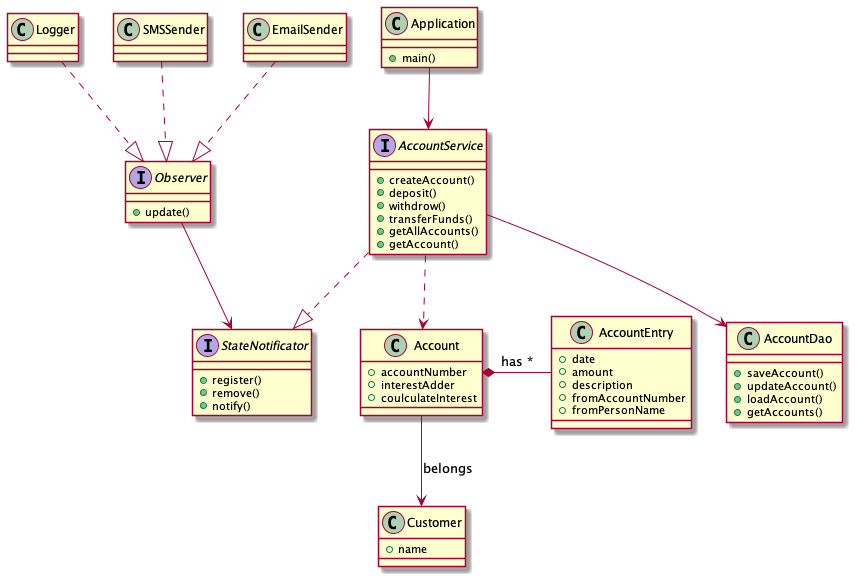 C Logger
C SMSSender
C EmailSender
C Application
main()
I AccountService
createAccount()
deposit()
withdrow()
transferFunds()
getAllAccounts()
getAccount()
I Observer
update()
I StateNotificator
register()
remove()
notify()
C Account
accountNumber
interestAdder
coulculateInterest
has *
C AccountEntry
date
amount
description
fromAccountNumber
fromPersonName
C AccountDao
saveAccount()
updateAccount()
loadAccount()
getAccounts()
belongs
C Customer
name